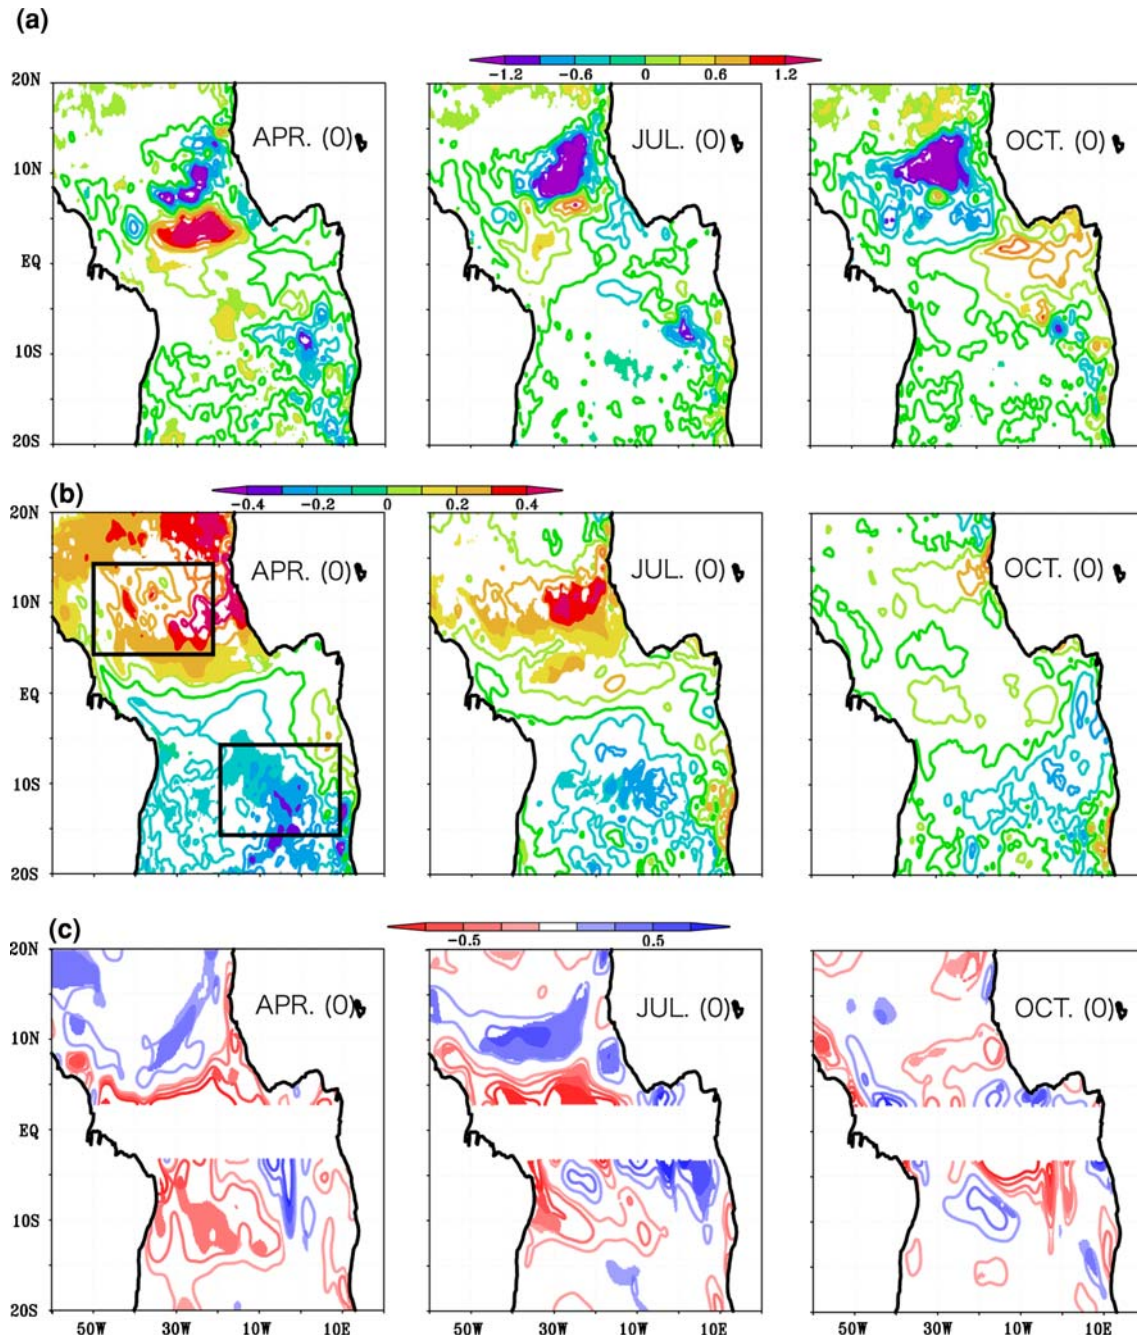 (a)
-1.2 -0.6 0 0.6 1.2
20N
10N
EQ
10S
20S
APR. (0)
JUL. (0)
OCT. (0)
(b)
-0.4 -0.2 0 0.2 0.4
20N
10N
EQ
10S
20S
APR. (0)
JUL. (0)
OCT. (0)
(c)
-0.5 0.5
20N
10N
EQ
10S
20S
APR. (0)
JUL. (0)
OCT. (0)
50W 30W 10W 10E 50W 30W 10W 10E 50W 30W 10W 10E